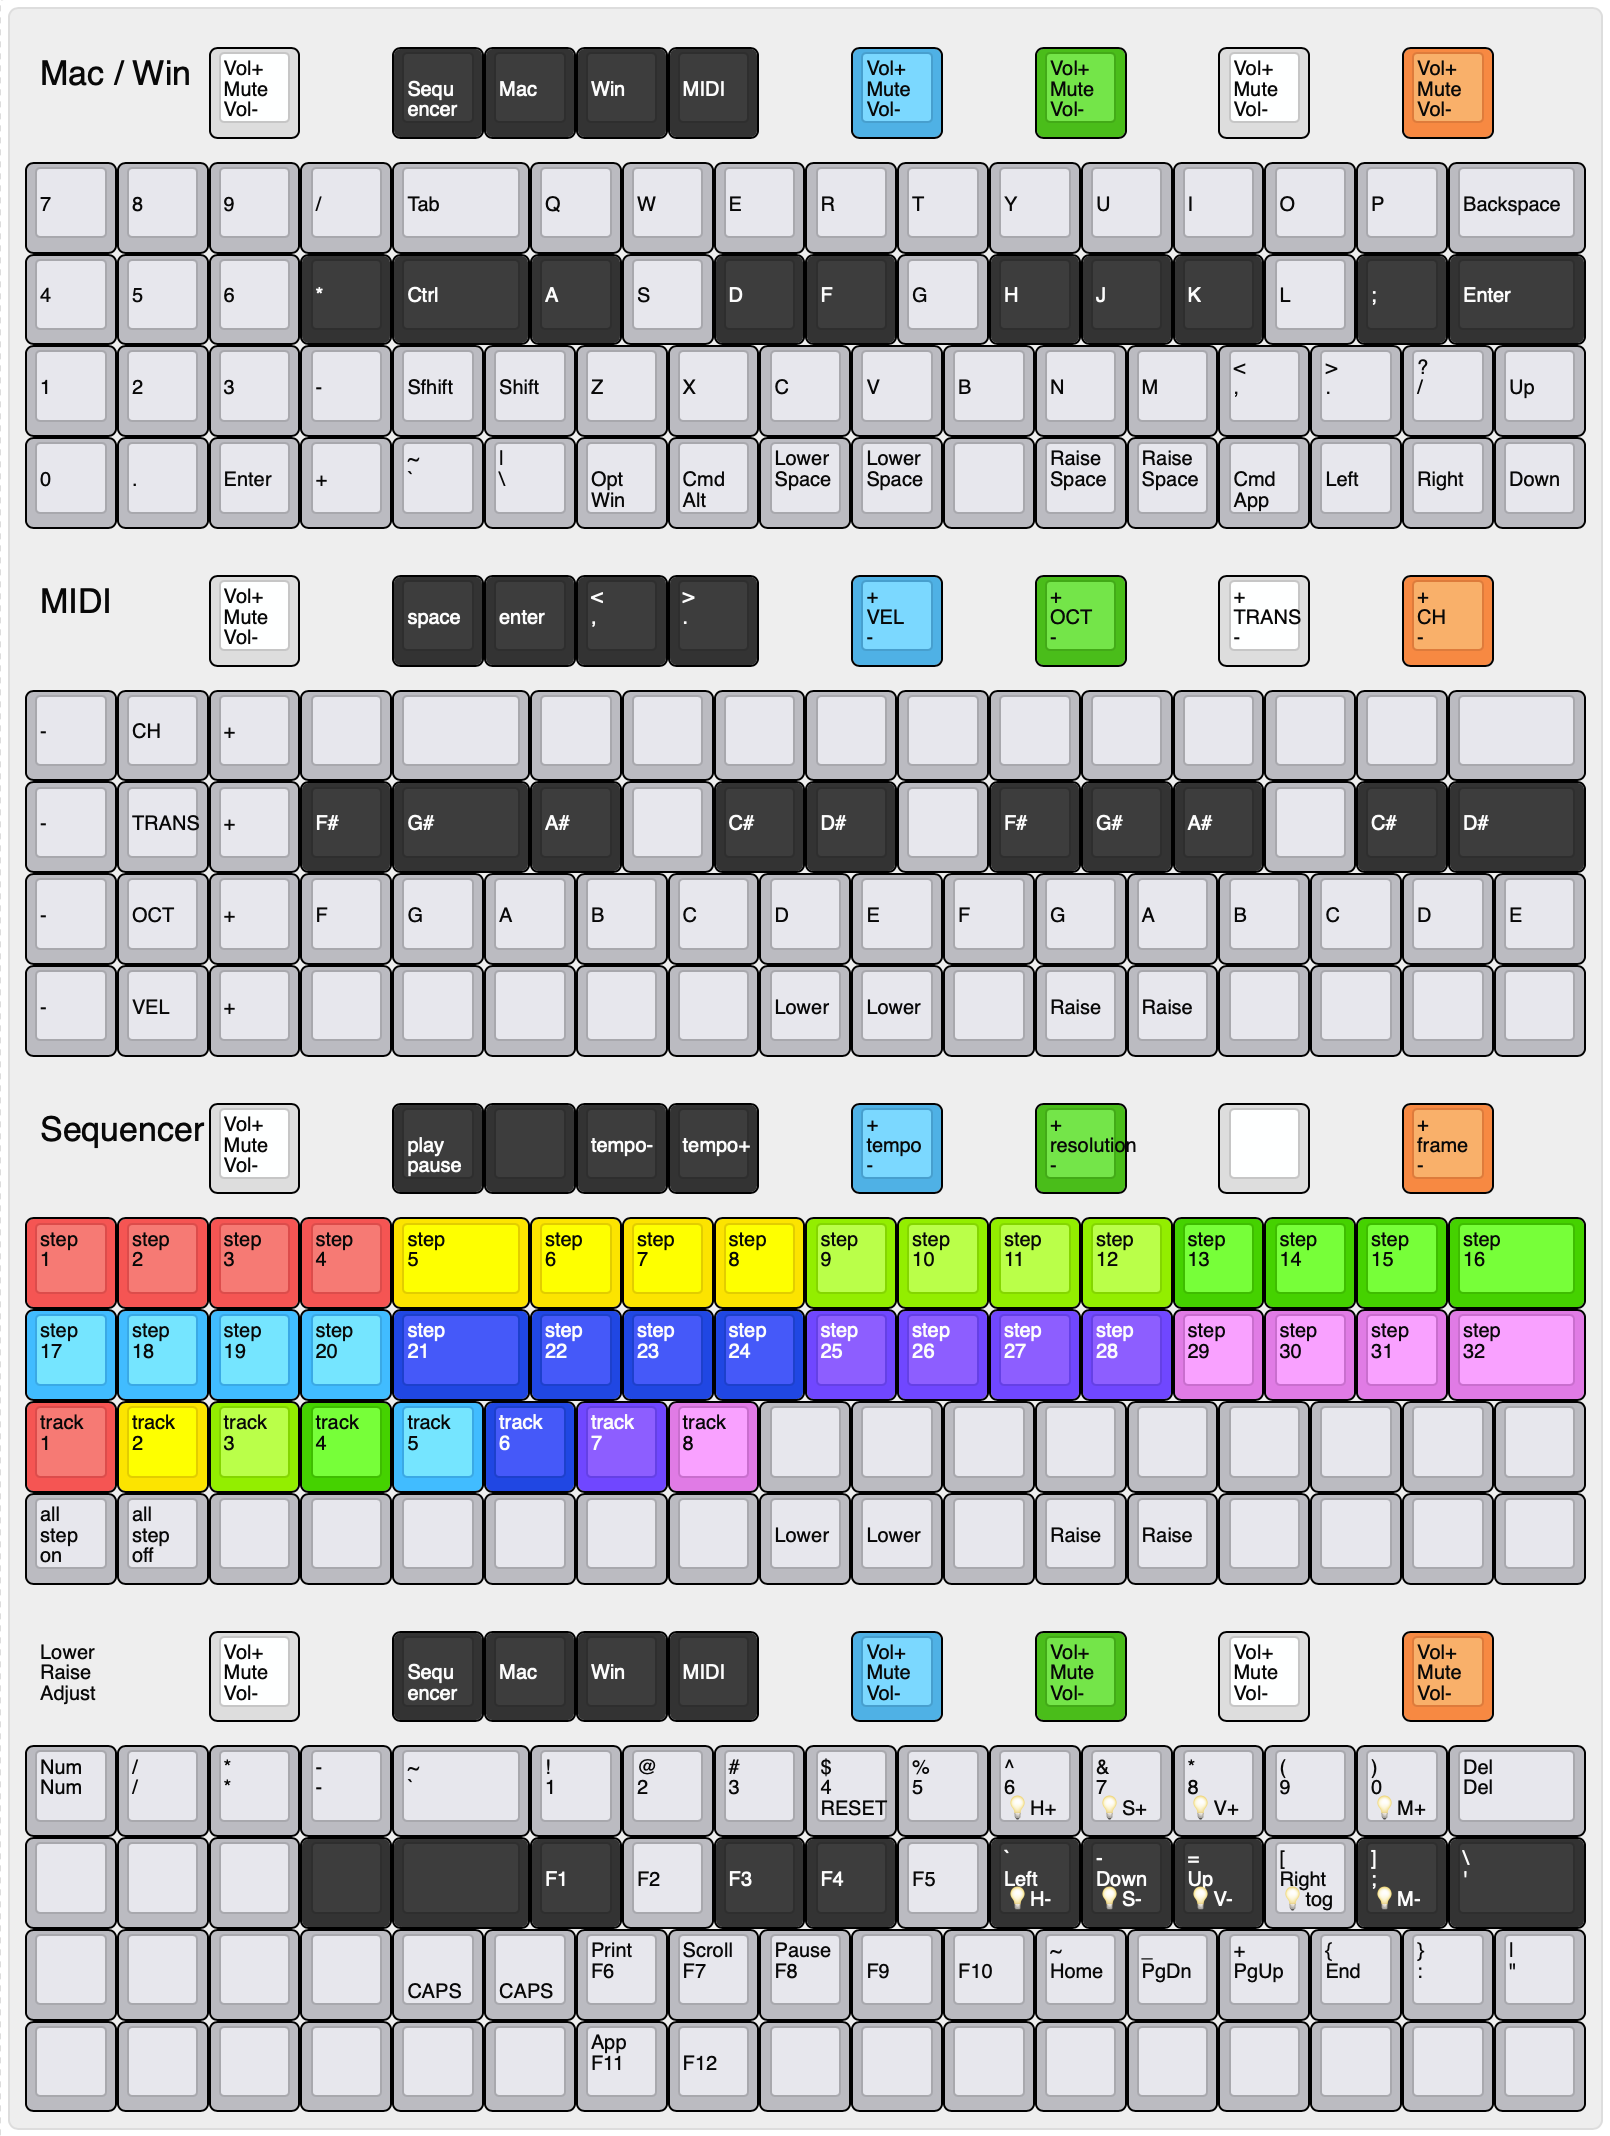 Mac / Win
Vol+
Mute
Vol-
Sequ
encer
Mac
Win
MIDI
Vol+
Mute
Vol-
Vol+
Mute
Vol-
Vol+
Mute
Vol-
Vol+
Mute
Vol-
7 8 9 / Tab Q W E R T Y U I O P Backspace
4 5 6 * Ctrl A S D F G H J K L ; Enter
1 2 3 - Sfhift Shift Z X C V B N M
<
,
>
.
?
/
Up
0 . Enter +
~
`
|
\
Opt
Win
Cmd
Alt
Lower
Space
Lower
Space
Raise
Space
Raise
Space
Cmd
App
Left
Right
Down
MIDI
Vol+
Mute
Vol-
space
enter
<
,
>
.
+
VEL
-
+
OCT
-
+
TRANS
-
+
CH
-
- CH +
- TRANS + F# G# A# C# D# F# G# A# C# D#
- OCT + F G A B C D E F G A B C D E
- VEL + Lower Lower Raise Raise
Sequencer
Vol+
Mute
Vol-
play
pause
tempo-
tempo+
+
tempo
-
+
resolution
-
+
frame
-
step
1
step
2
step
3
step
4
step
5
step
6
step
7
step
8
step
9
step
10
step
11
step
12
step
13
step
14
step
15
step
16
step
17
step
18
step
19
step
20
step
21
step
22
step
23
step
24
step
25
step
26
step
27
step
28
step
29
step
30
step
31
step
32
track
1
track
2
track
3
track
4
track
5
track
6
track
7
track
8
all
step
on
all
step
off
Lower
Lower
Raise
Raise
Lower
Raise
Adjust
Vol+
Mute
Vol-
Sequ
encer
Mac
Win
MIDI
Vol+
Mute
Vol-
Vol+
Mute
Vol-
Vol+
Mute
Vol-
Vol+
Mute
Vol-
Num
Num
/
/
*
*
-
-
~
`
!
1
@
2
#
3
$
4
RESET
%
5
^
6
💡 H+
&
7
💡 S+
*
8
💡 V+
(
9
)
0
💡 M+
Del
Del
F1
F2
F3
F4
F5
`
Left
💡 H-
-
Down
💡 S-
=
Up
💡 V-
[
Right
💡 tog
]
;
💡 M-
\
'
CAPS
CAPS
Print
F6
Scroll
F7
Pause
F8
F9
F10
~
Home
_
PgDn
+
PgUp
{
End
}
:
|
"
App
F11
F12